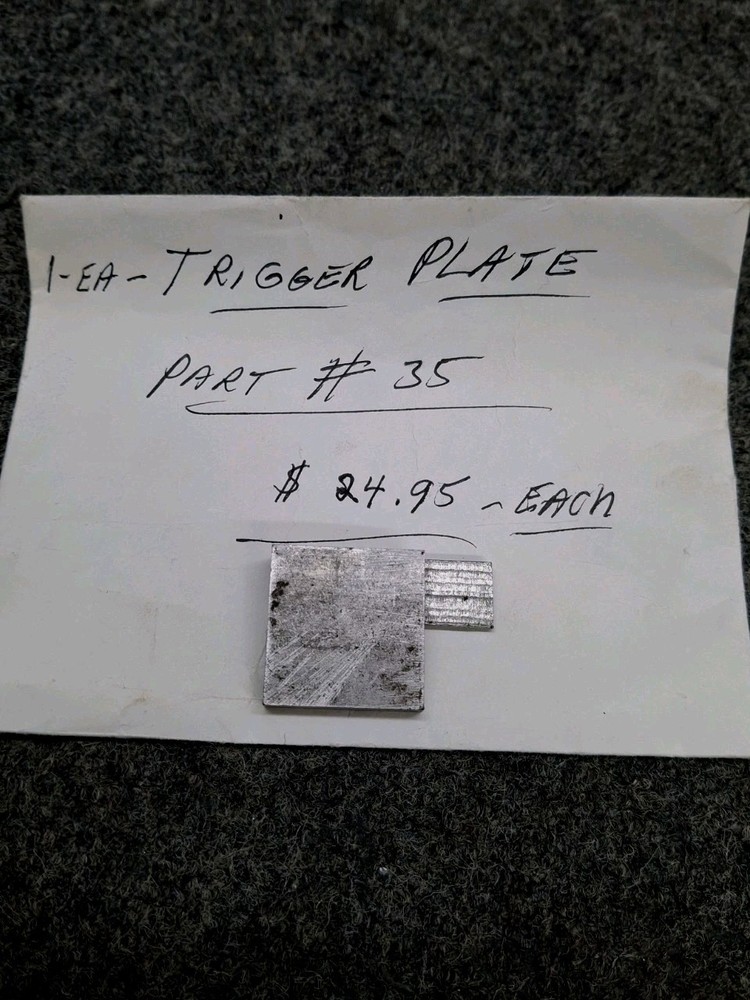 1-EA- TRIGGER PLATE
PART # 35
$ 24.95 - EACH